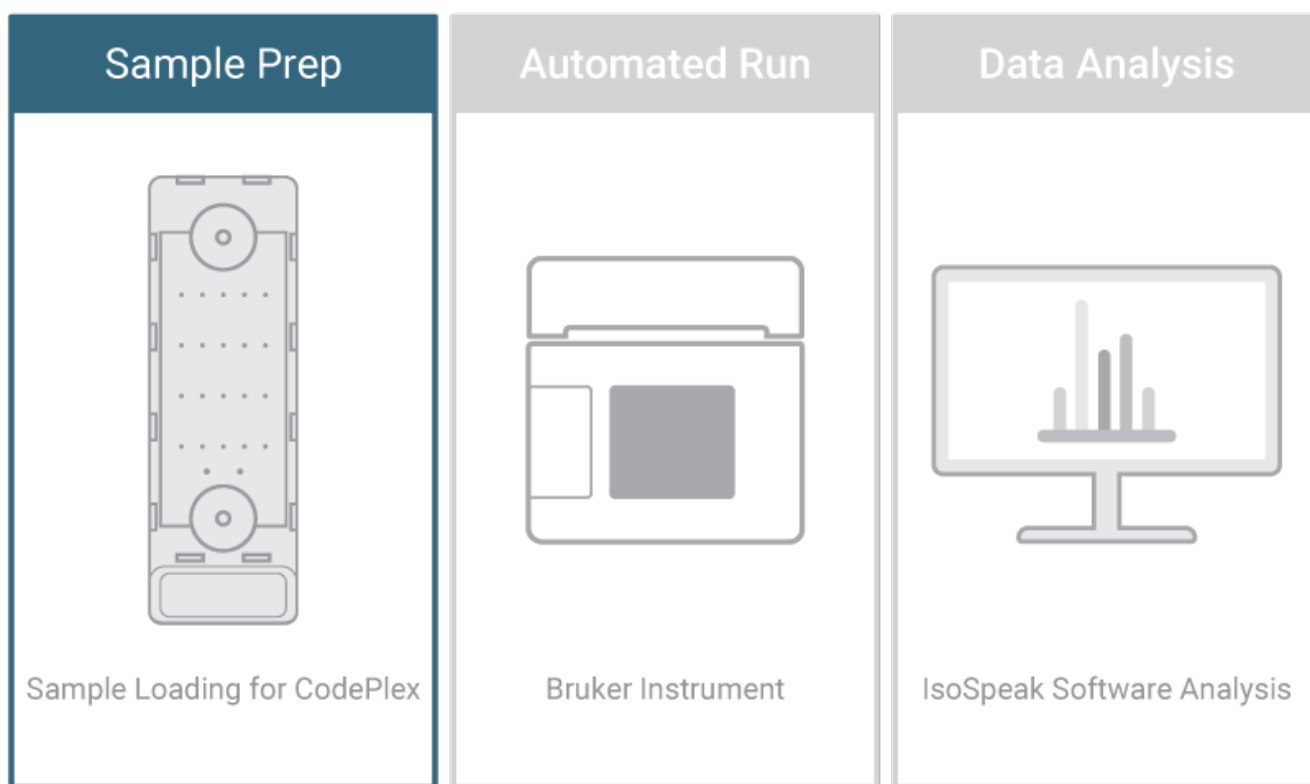 Sample Prep
Automated Run
Data Analysis
Sample Loading for CodePlex
Bruker Instrument
IsoSpeak Software Analysis